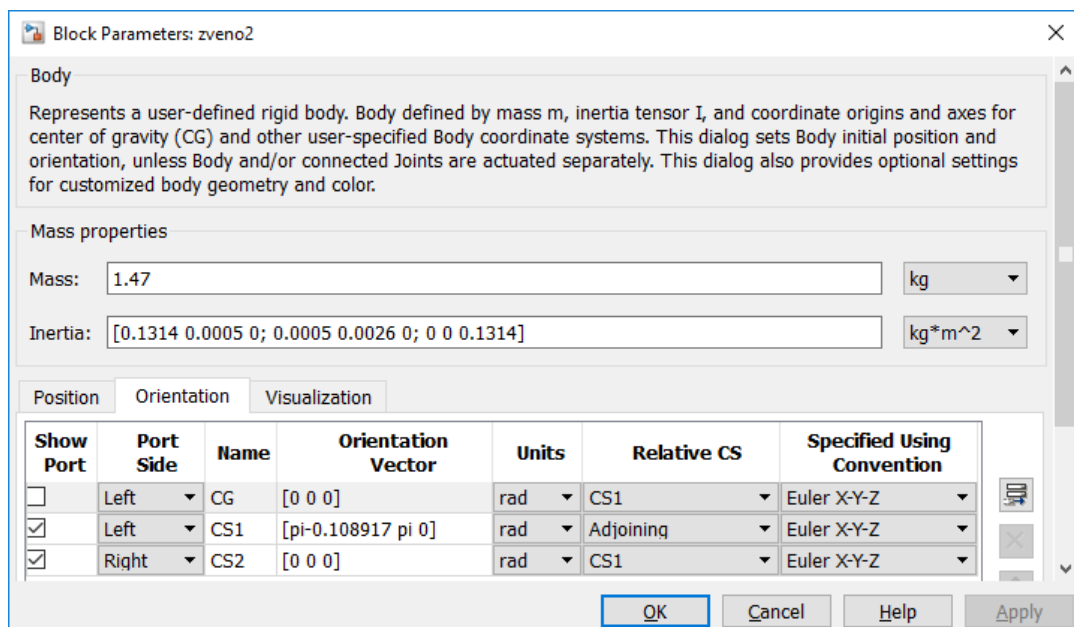 Block Parameters: zveno2
Body
Represents a user-defined rigid body. Body defined by mass m, inertia tensor I, and coordinate origins and axes for
center of gravity (CG) and other user-specified Body coordinate systems. This dialog sets Body initial position and
orientation, unless Body and/or connected Joints are actuated separately. This dialog also provides optional settings
for customized body geometry and color.
Mass properties
Mass: 1.47 kg
Inertia: [0.1314 0.0005 0; 0.0005 0.0026 0; 0 0 0.1314] kg*m^2
Position Orientation Visualization
Show Port Port Side Name Orientation Vector Units Relative CS Specified Using Convention
Left CG [0 0 0] rad CS1 Euler X-Y-Z
Left CS1 [pi-0.108917 pi 0] rad Adjoining Euler X-Y-Z
Right CS2 [0 0 0] rad CS1 Euler X-Y-Z
OK Cancel Help Apply